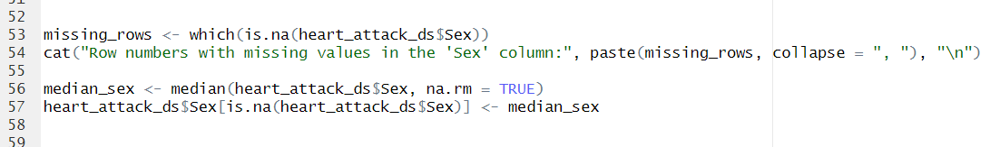 52
53 missing_rows <- which(is.na(heart_attack_ds$Sex))
54 cat("Row numbers with missing values in the 'Sex' column:", paste(missing_rows, collapse = ", "), "\n")
55
56 median_sex <- median(heart_attack_ds$Sex, na.rm = TRUE)
57 heart_attack_ds$Sex[is.na(heart_attack_ds$Sex)] <- median_sex
58
59